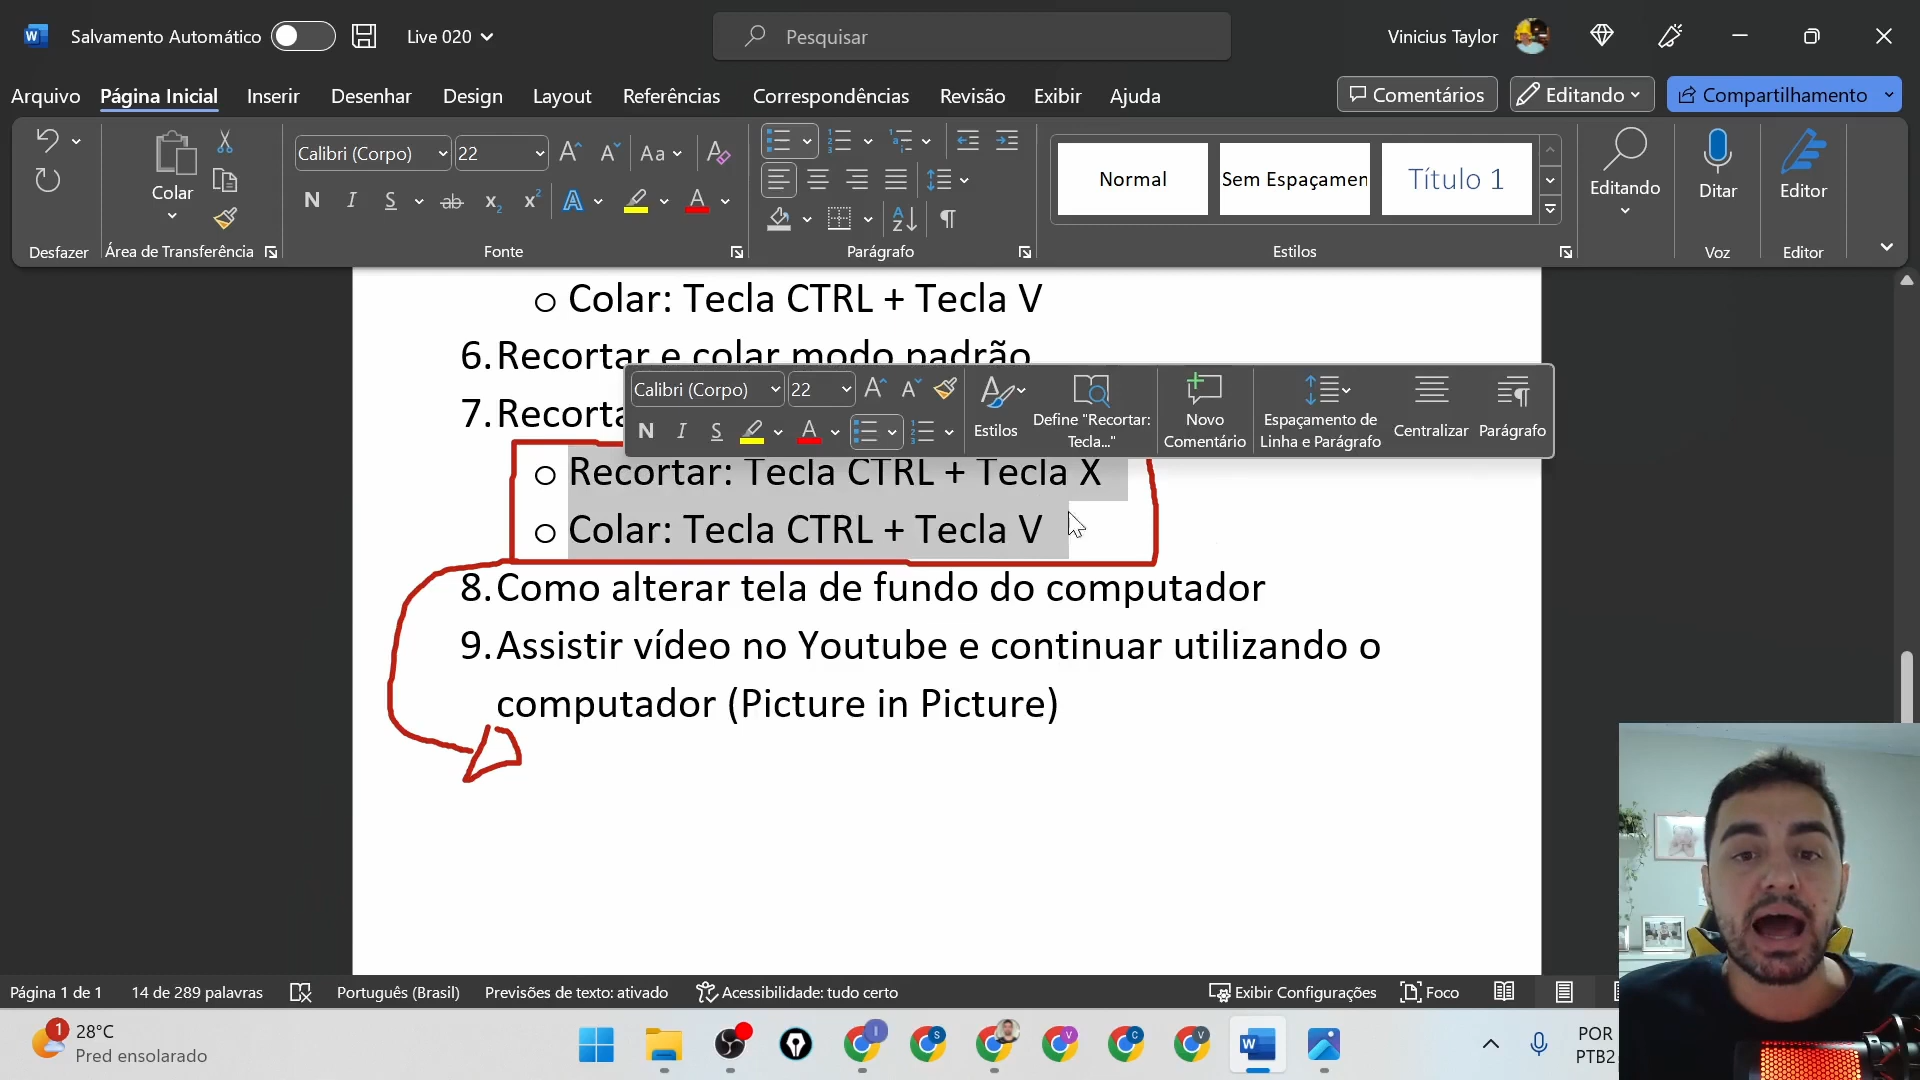 Salvamento Automático
Live 020
Pesquisar
Vinicius Taylor
Arquivo
Página Inicial
Inserir
Desenhar
Design
Layout
Referências
Correspondências
Revisão
Exibir
Ajuda
Comentários
Editando
Compartilhamento
Desfazer
Colar
Área de Transferência
Calibri (Corpo)
22
Aa
N
I
S
ab
Fonte
Parágrafo
Normal
Sem Espaçamen
Título 1
Estilos
Editando
Ditar
Voz
Editor
Editor
Colar: Tecla CTRL + Tecla V
6. Recortar e colar modo padrão
7. Recorta
Calibri (Corpo)
22
N
I
S
Estilos
Define "Recortar:
Tecla..."
Novo
Comentário
Espaçamento de
Linha e Parágrafo
Centralizar
Parágrafo
o Recortar: Tecla CTRL + Tecla X
o Colar: Tecla CTRL + Tecla V
8. Como alterar tela de fundo do computador
9. Assistir vídeo no Youtube e continuar utilizando o
computador (Picture in Picture)
Página 1 de 1
14 de 289 palavras
Português (Brasil)
Previsões de texto: ativado
Acessibilidade: tudo certo
Exibir Configurações
Foco
1
28°C
Pred ensolarado
POR
PTB2